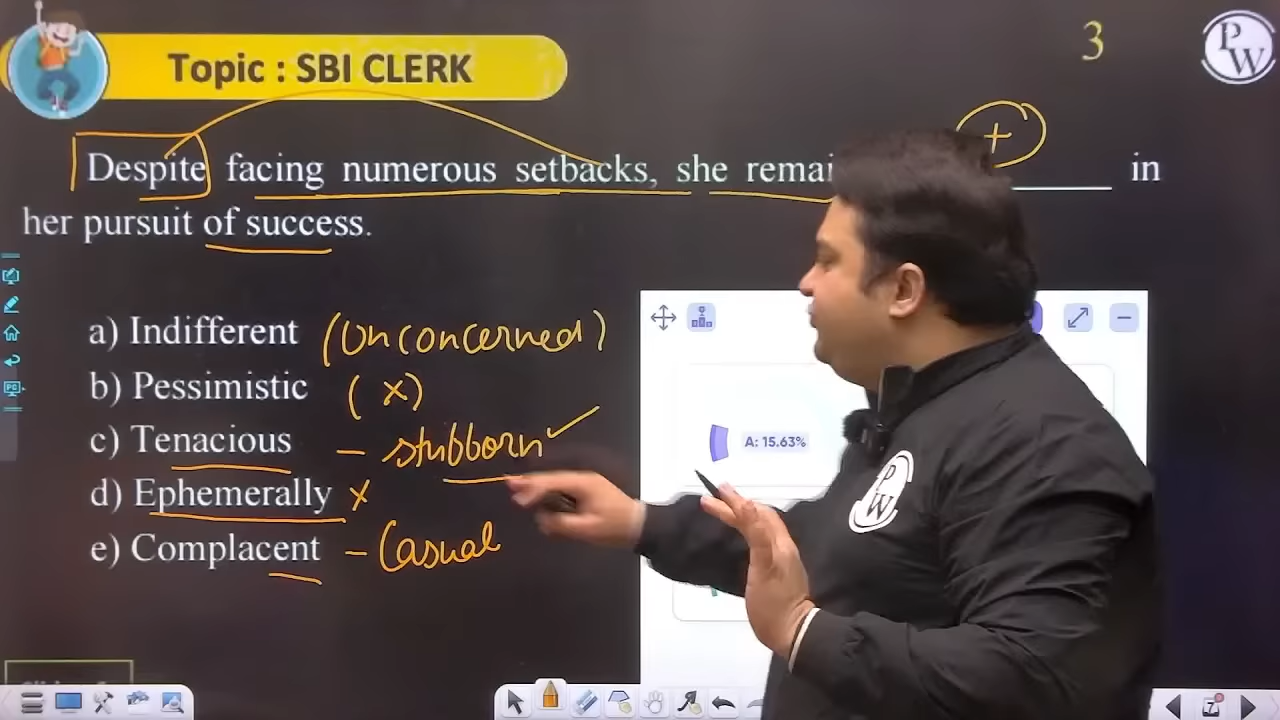 Topic : SBI CLERK
3
PW
Despite facing numerous setbacks, she remai ______ in
+
her pursuit of success.
a) Indifferent (Unconcerned)
b) Pessimistic (×)
c) Tenacious – stubborn ✓
d) Ephemerally ×
e) Complacent – Casual
A: 15.63%
PW